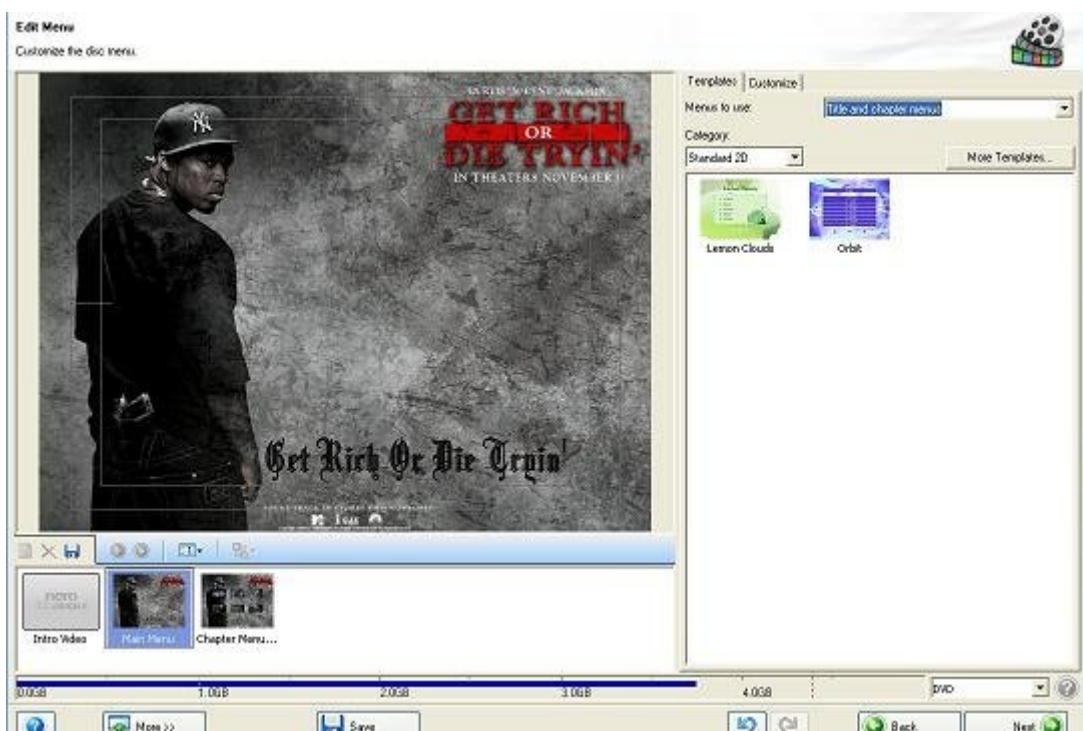 Edit Menu
Customize the disc menu.
Templates Customize
Menus to use: Title and chapter menus
Category:
Standard 2D More Templates...
Lemon Clouds Orbit
GET RICH
OR
DIE TRYIN'
IN THEATERS NOVEMBER
Get Rich Or Die Tryin'
nero
Intro Video Main Menu Chapter Menu...
0.0GB 1.0GB 2.0GB 3.0GB 4.0GB DVD
More >> Save Back Next